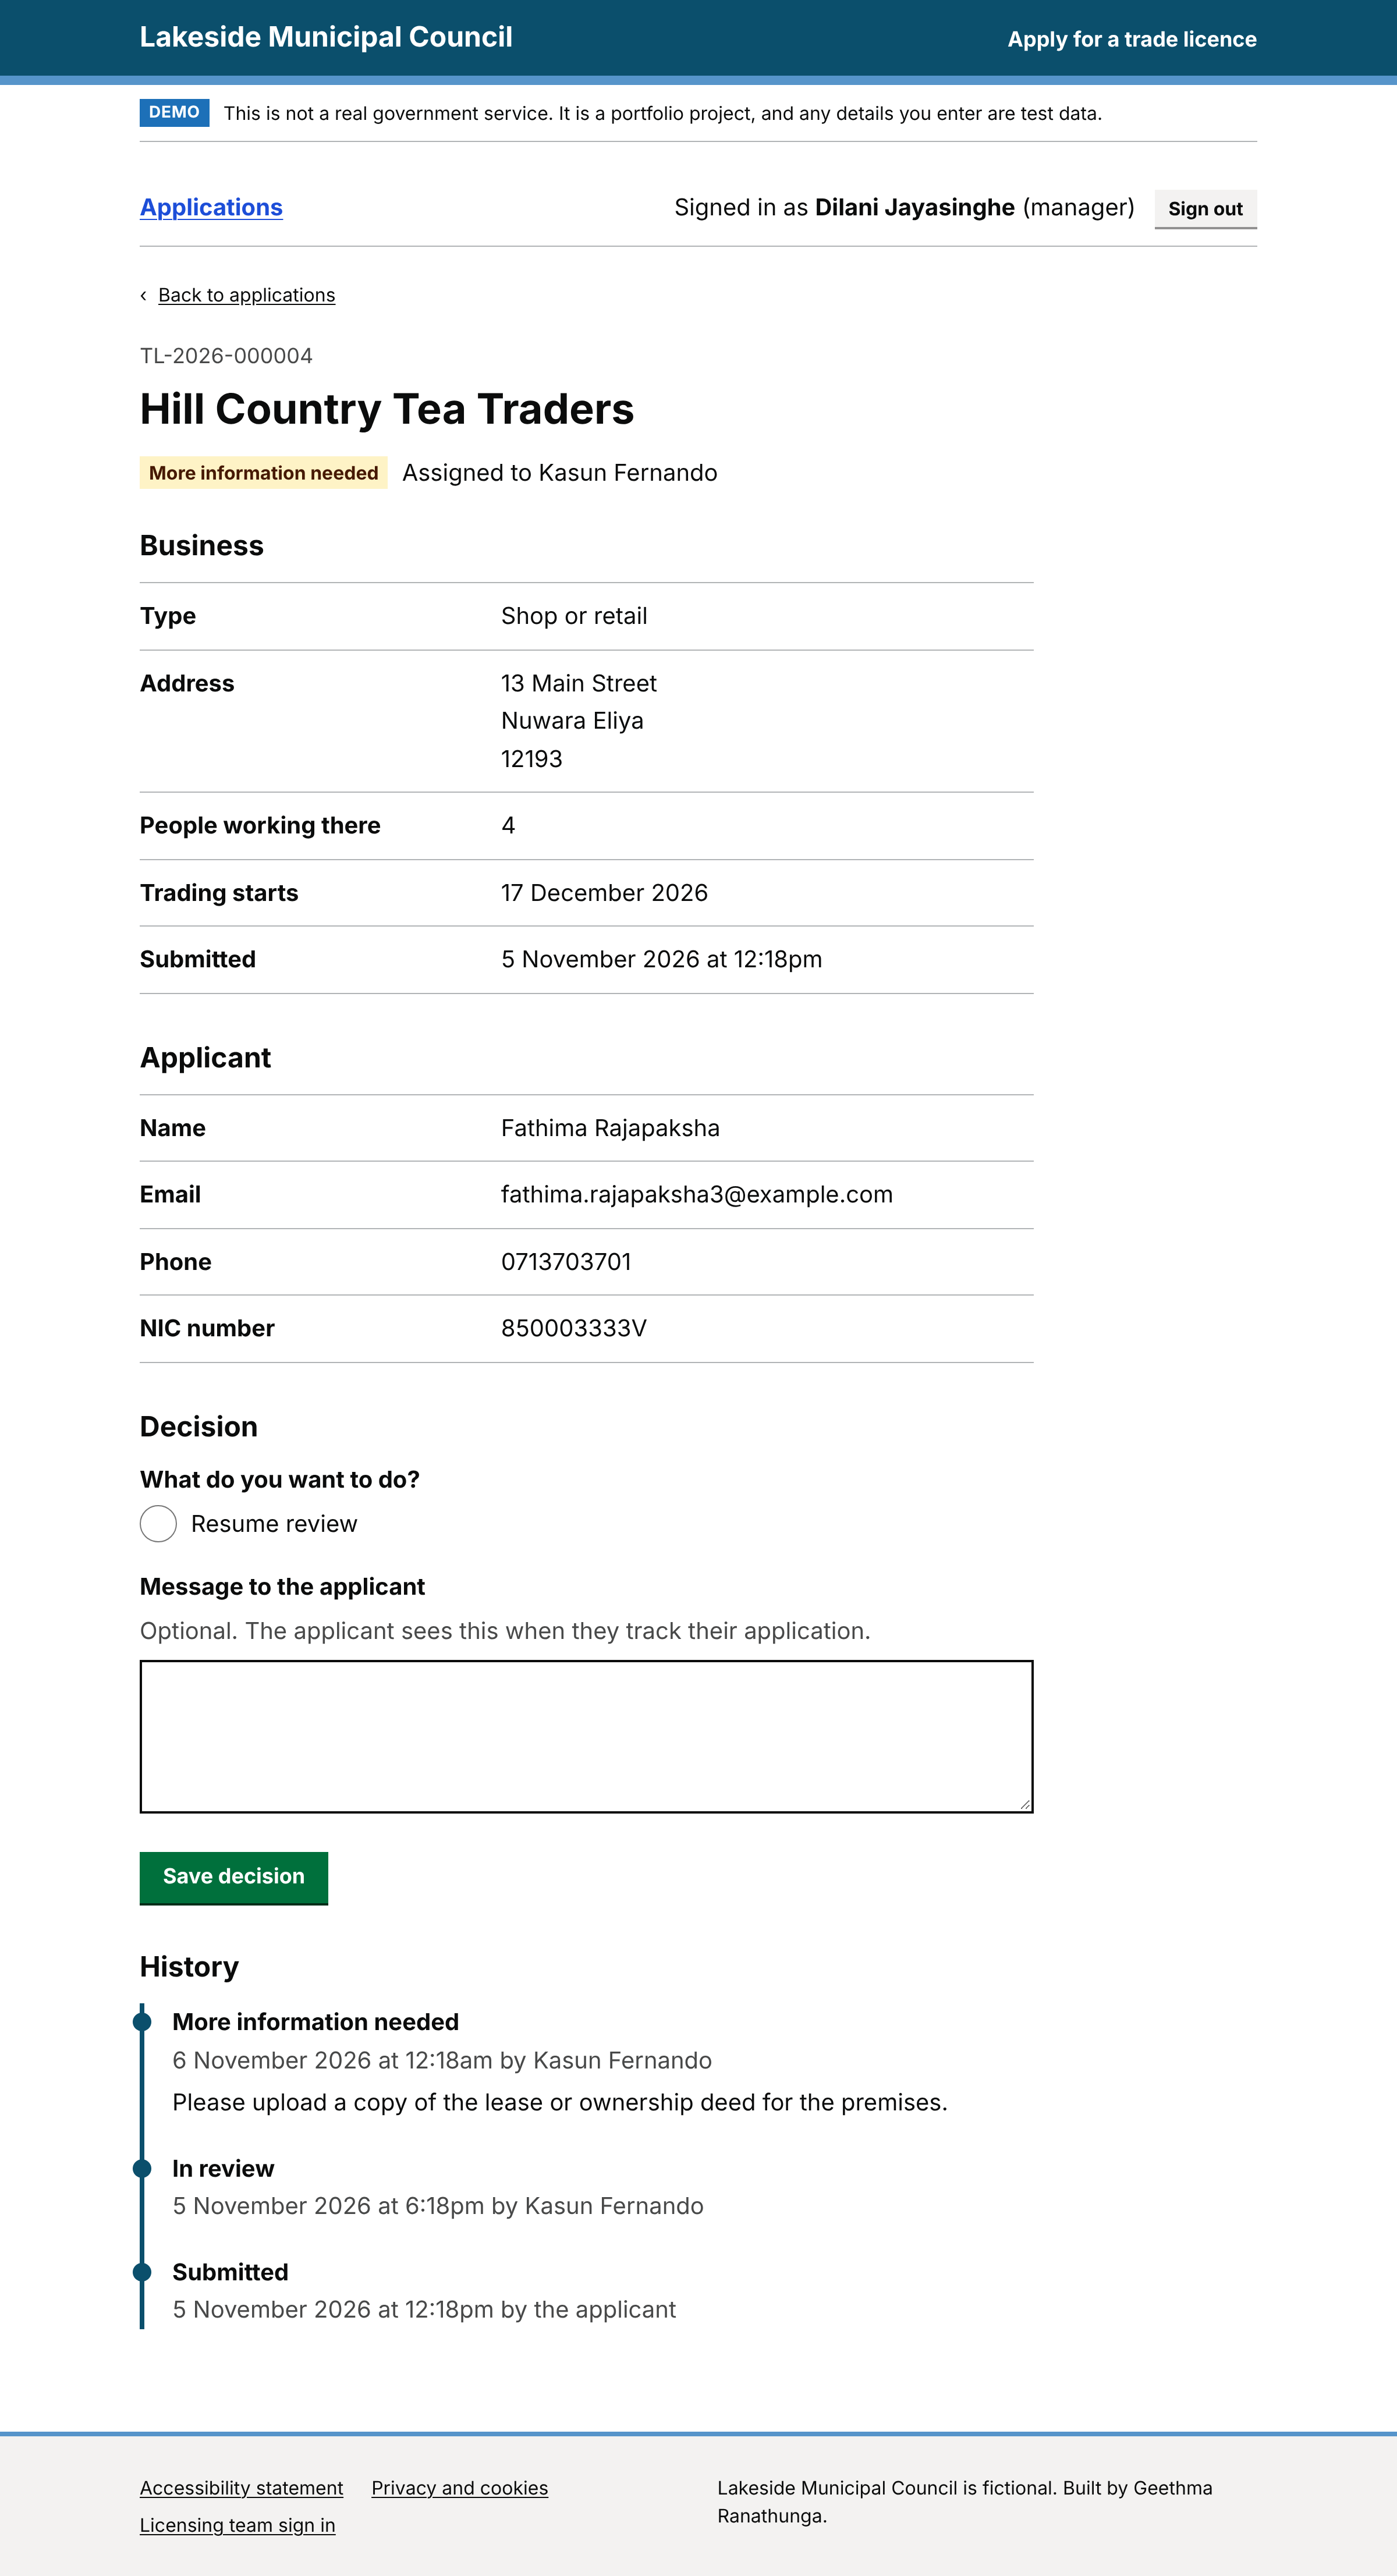 Lakeside Municipal Council
Apply for a trade licence
DEMO This is not a real government service. It is a portfolio project, and any details you enter are test data.
Applications
Signed in as Dilani Jayasinghe (manager)
Sign out
‹ Back to applications
TL-2026-000004
Hill Country Tea Traders
More information needed Assigned to Kasun Fernando
Business
Type Shop or retail
Address 13 Main Street
Nuwara Eliya
12193
People working there 4
Trading starts 17 December 2026
Submitted 5 November 2026 at 12:18pm
Applicant
Name Fathima Rajapaksha
Email fathima.rajapaksha3@example.com
Phone 0713703701
NIC number 850003333V
Decision
What do you want to do?
Resume review
Message to the applicant
Optional. The applicant sees this when they track their application.
Save decision
History
More information needed
6 November 2026 at 12:18am by Kasun Fernando
Please upload a copy of the lease or ownership deed for the premises.
In review
5 November 2026 at 6:18pm by Kasun Fernando
Submitted
5 November 2026 at 12:18pm by the applicant
Accessibility statement Privacy and cookies
Licensing team sign in
Lakeside Municipal Council is fictional. Built by Geethma
Ranathunga.